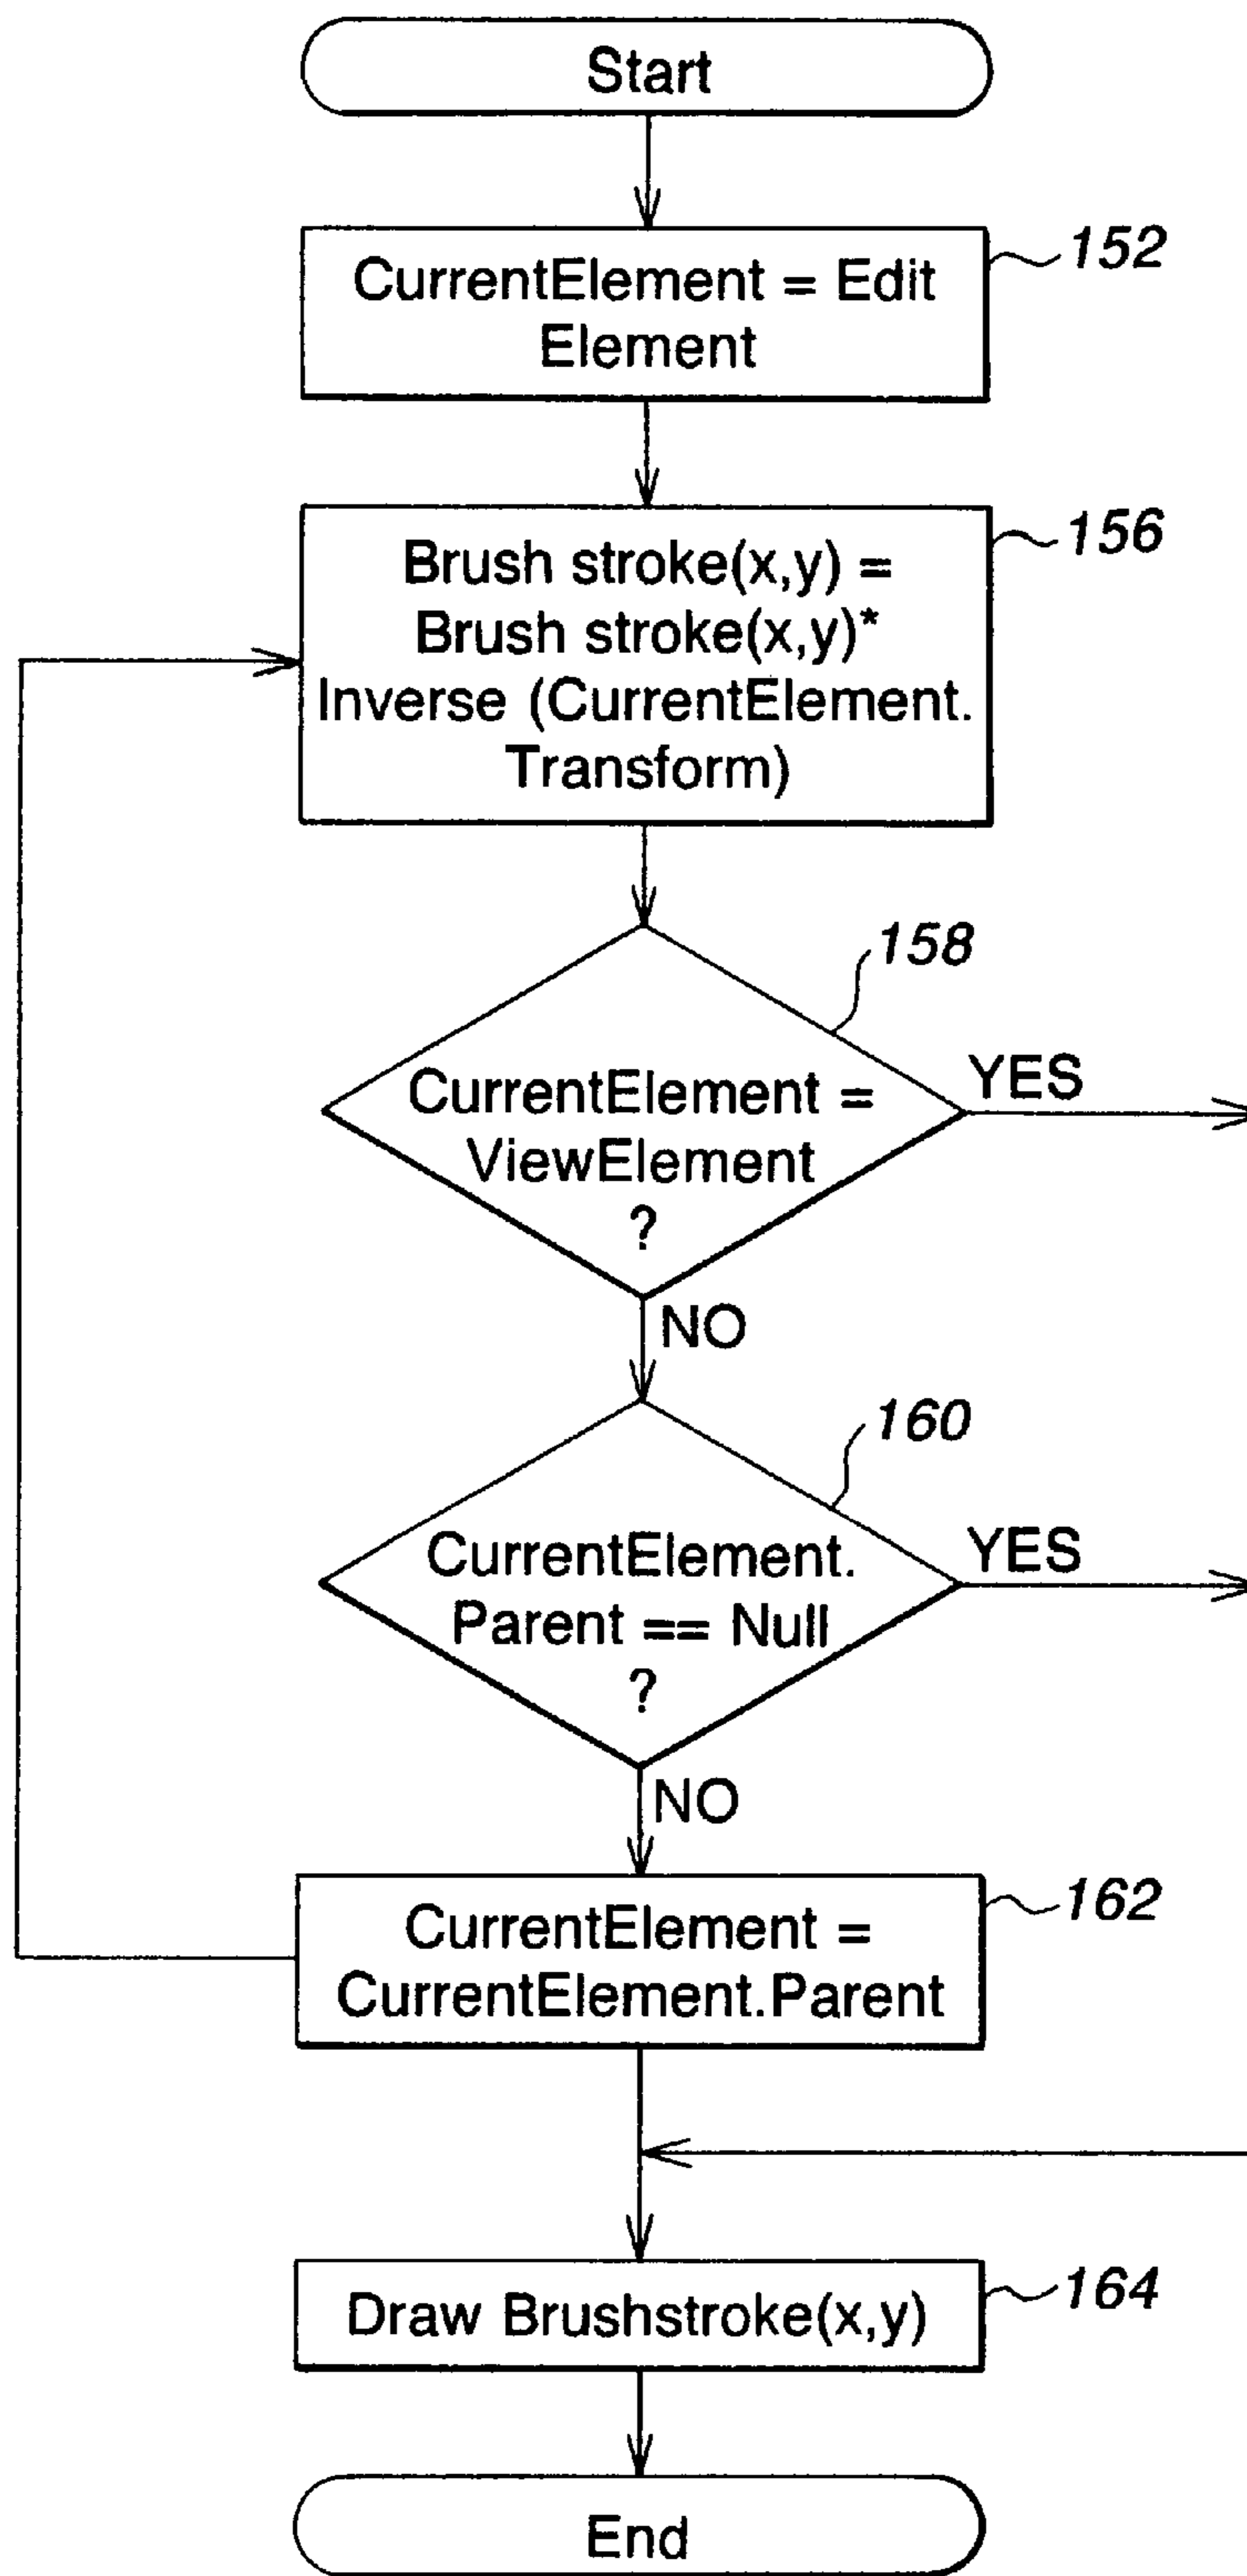 Start
152
CurrentElement = Edit
Element
156
Brush stroke(x,y) =
Brush stroke(x,y)*
Inverse (CurrentElement.
Transform)
158
CurrentElement =
ViewElement
?
YES
NO
160
CurrentElement.
Parent == Null
?
YES
NO
162
CurrentElement =
CurrentElement.Parent
164
Draw Brushstroke(x,y)
End